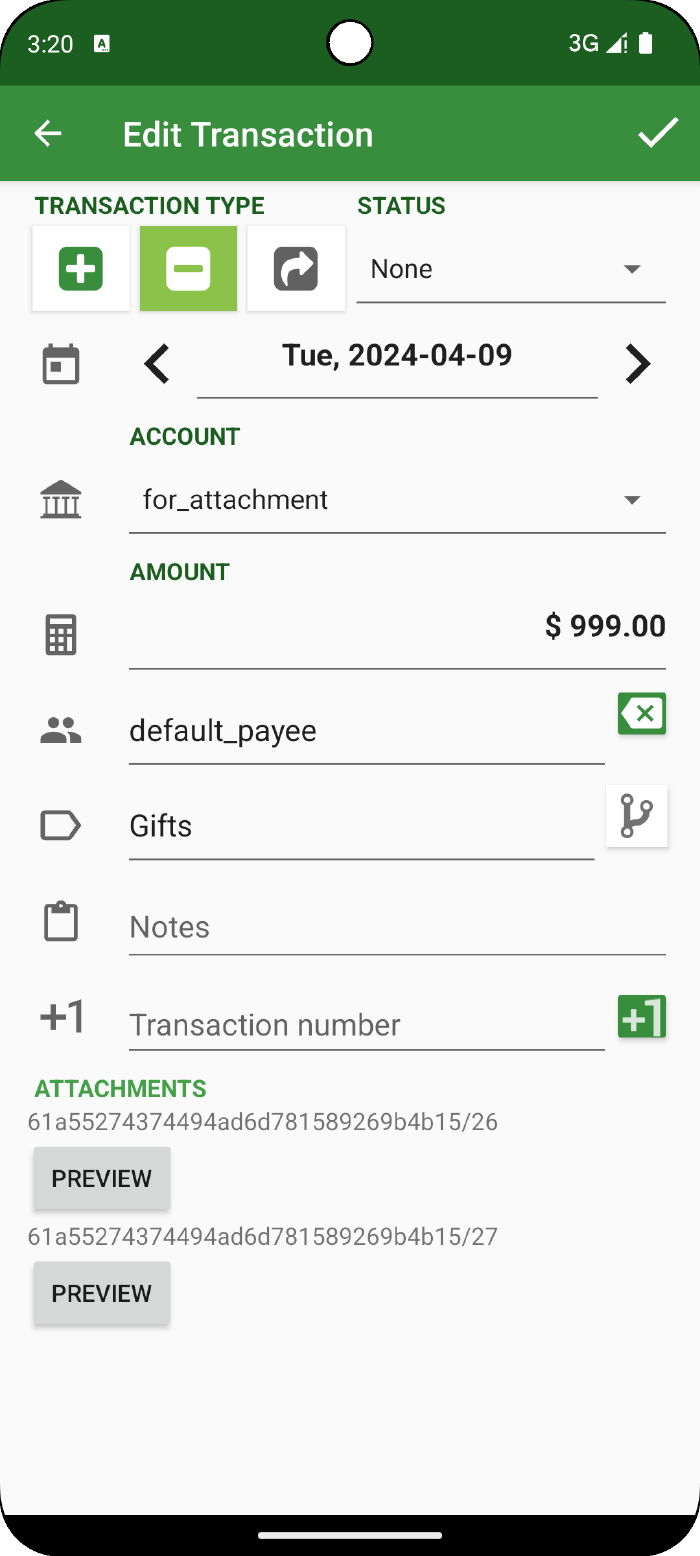 3:20
3G
Edit Transaction
TRANSACTION TYPE
STATUS
None
Tue, 2024-04-09
ACCOUNT
for_attachment
AMOUNT
$ 999.00
default_payee
Gifts
Notes
+1
Transaction number
+1
ATTACHMENTS
61a55274374494ad6d781589269b4b15/26
PREVIEW
61a55274374494ad6d781589269b4b15/27
PREVIEW